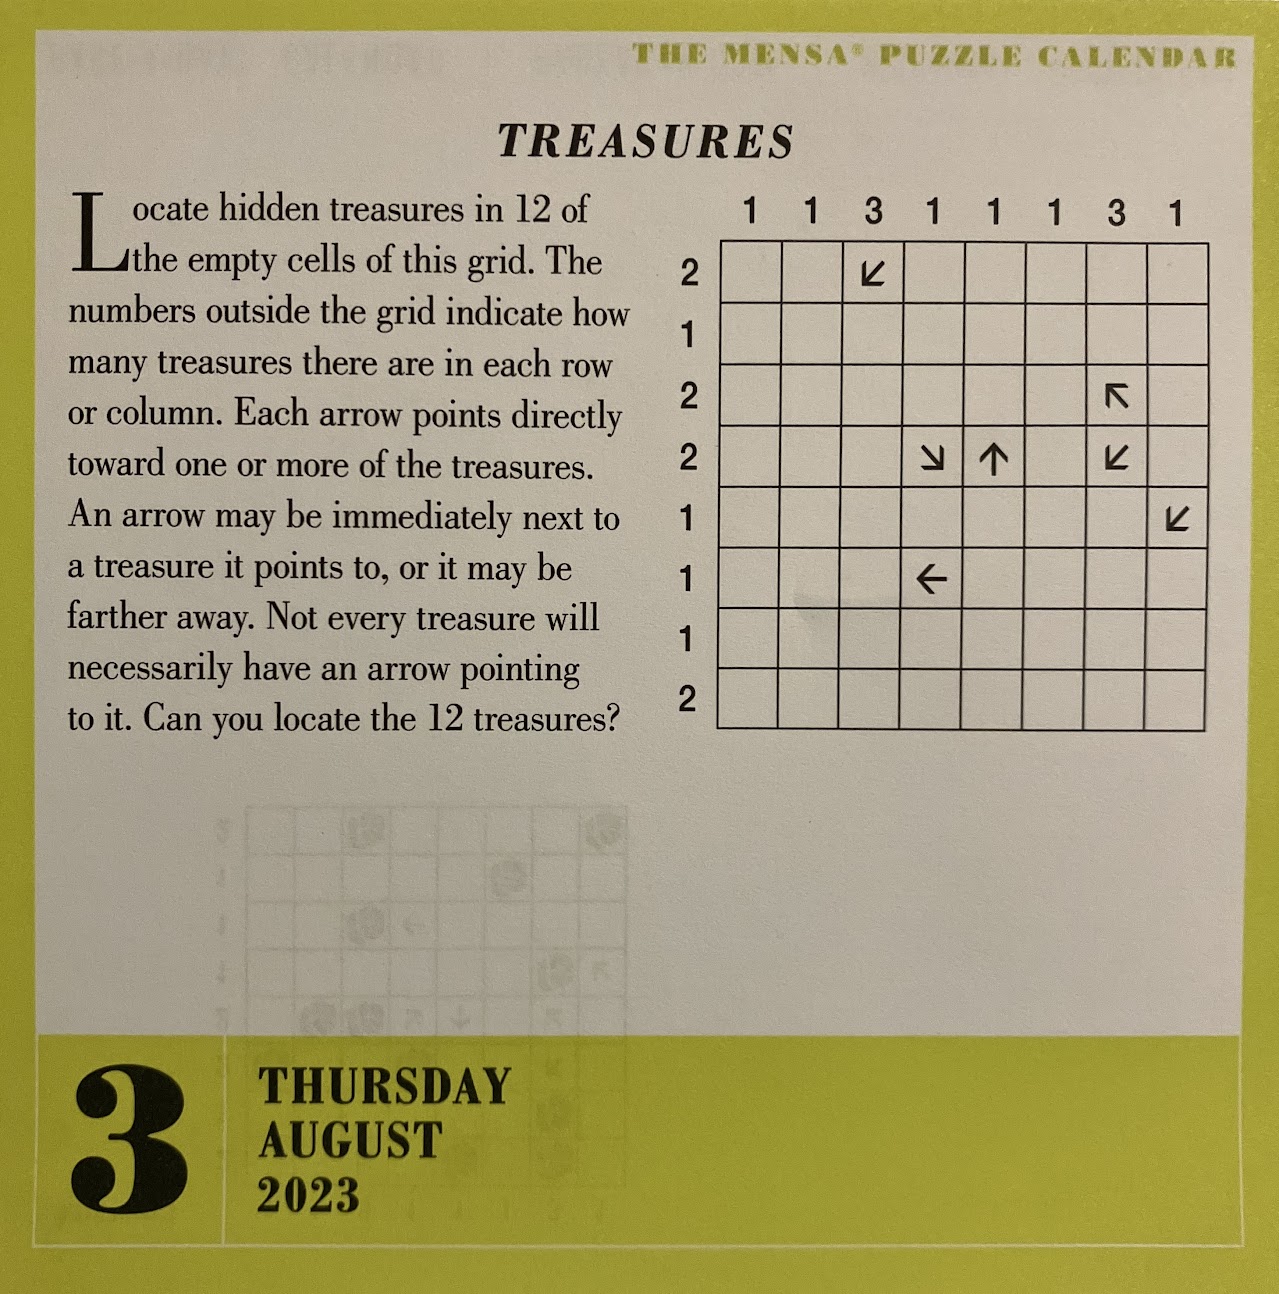 THE MENSA® PUZZLE CALENDAR
TREASURES
Locate hidden treasures in 12 of
the empty cells of this grid. The
numbers outside the grid indicate how
many treasures there are in each row
or column. Each arrow points directly
toward one or more of the treasures.
An arrow may be immediately next to
a treasure it points to, or it may be
farther away. Not every treasure will
necessarily have an arrow pointing
to it. Can you locate the 12 treasures?
1 1 3 1 1 1 3 1
2 ↙
1
2 ↖
2 ↘ ↑ ↙
1 ↙
1 ←
1
2
3
THURSDAY
AUGUST
2023